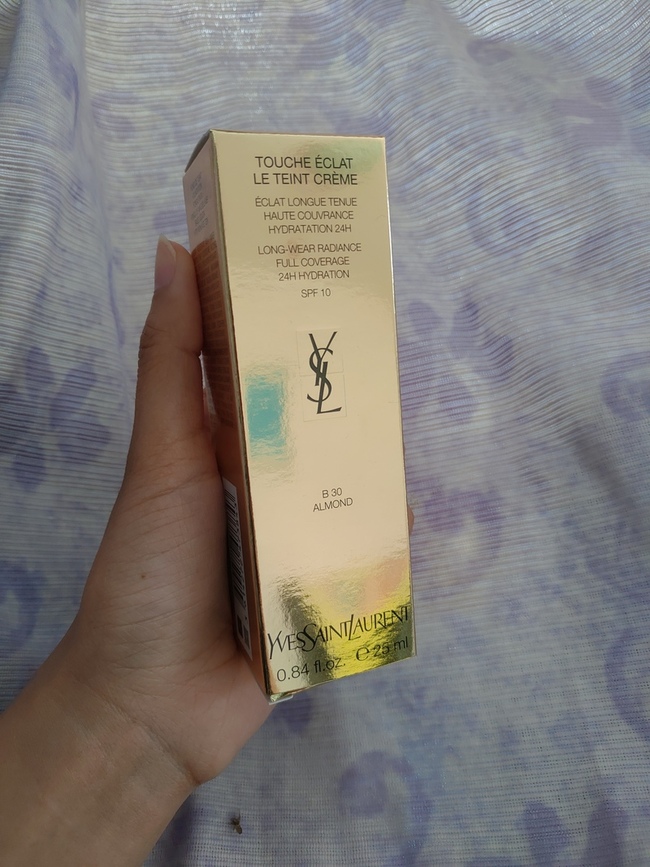 TOUCHE ÉCLAT
LE TEINT CRÈME
ÉCLAT LONGUE TENUE
HAUTE COUVRANCE
HYDRATATION 24H
LONG-WEAR RADIANCE
FULL COVERAGE
24H HYDRATION
SPF 10
YSL
B 30
ALMOND
YVESSAINTLAURENT
0.84 fl.oz. ℮ 25 ml